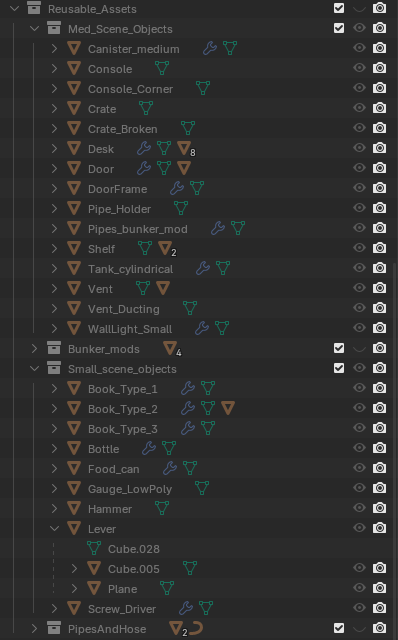 Reusable_Assets
Med_Scene_Objects
Canister_medium
Console
Console_Corner
Crate
Crate_Broken
Desk 8
Door
DoorFrame
Pipe_Holder
Pipes_bunker_mod
Shelf 2
Tank_cylindrical
Vent
Vent_Ducting
WallLight_Small
Bunker_mods 4
Small_scene_objects
Book_Type_1
Book_Type_2
Book_Type_3
Bottle
Food_can
Gauge_LowPoly
Hammer
Lever
Cube.028
Cube.005
Plane
Screw_Driver
PipesAndHose 2